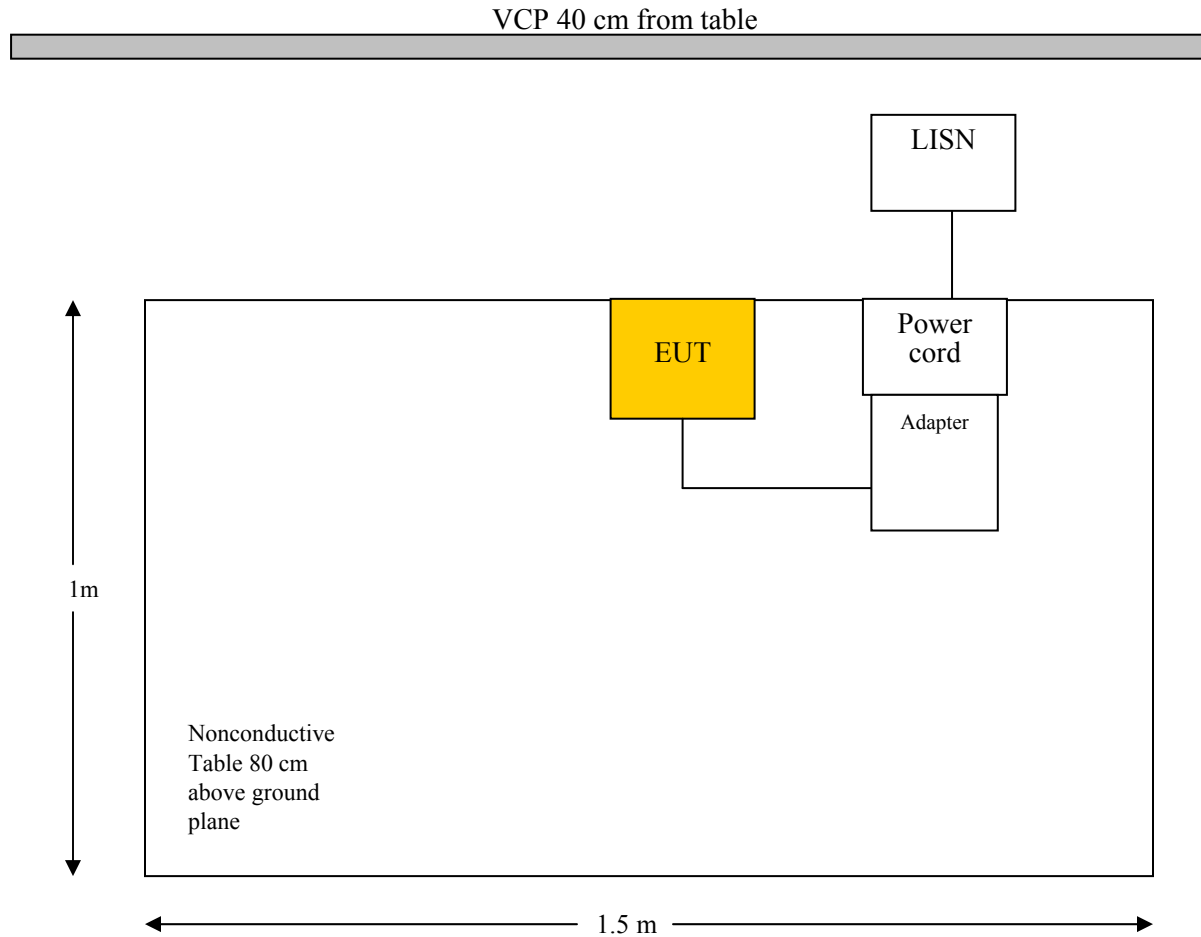 VCP 40 cm from table
LISN
EUT
Power
cord
Adapter
1m
Nonconductive
Table 80 cm
above ground
plane
1.5 m